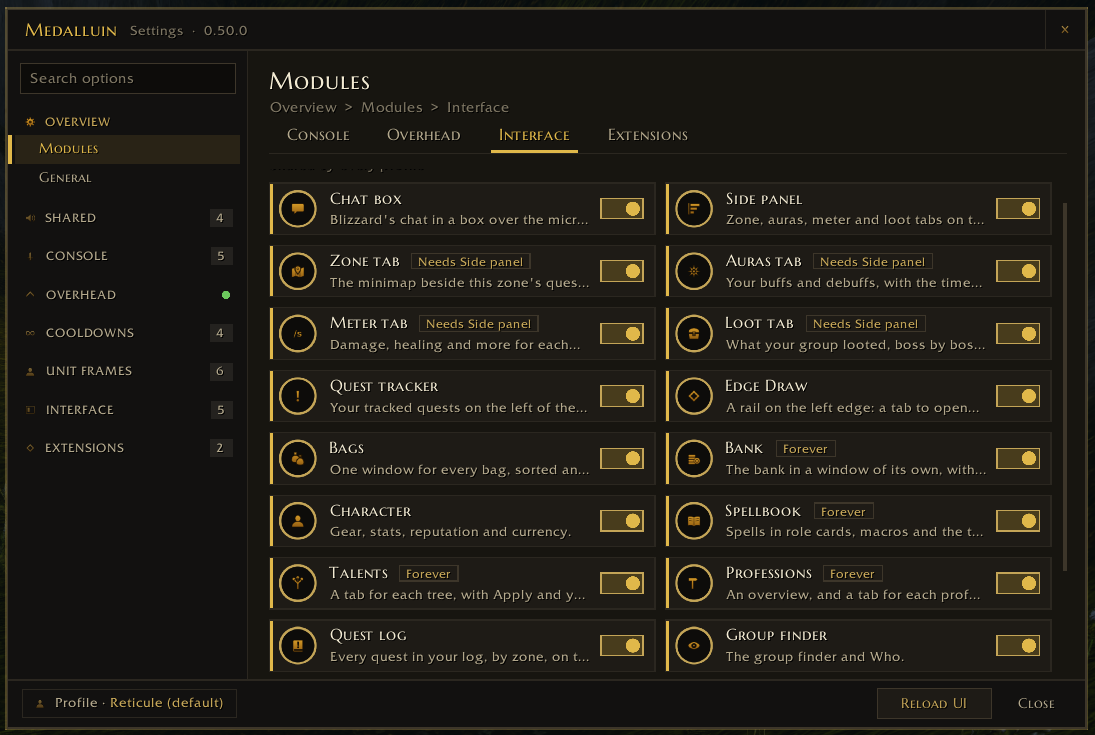 Medalluin Settings · 0.50.0 x
Search options
OVERVIEW
Modules
General
SHARED 4
CONSOLE 5
OVERHEAD
COOLDOWNS 4
UNIT FRAMES 6
INTERFACE 5
EXTENSIONS 2
Modules
Overview > Modules > Interface
Console Overhead Interface Extensions
Chat box
Blizzard's chat in a box over the micr...
Side panel
Zone, auras, meter and loot tabs on t...
Zone tab Needs Side panel
The minimap beside this zone's ques...
Auras tab Needs Side panel
Your buffs and debuffs, with the time...
/s
Meter tab Needs Side panel
Damage, healing and more for each...
Loot tab Needs Side panel
What your group looted, boss by bos...
Quest tracker
Your tracked quests on the left of the...
Edge Draw
A rail on the left edge: a tab to open...
Bags
One window for every bag, sorted an...
Bank Forever
The bank in a window of its own, with...
Character
Gear, stats, reputation and currency.
Spellbook Forever
Spells in role cards, macros and the t...
Talents Forever
A tab for each tree, with Apply and y...
Professions Forever
An overview, and a tab for each prof...
Quest log
Every quest in your log, by zone, on t...
Group finder
The group finder and Who.
Profile · Reticule (default)
Reload UI Close